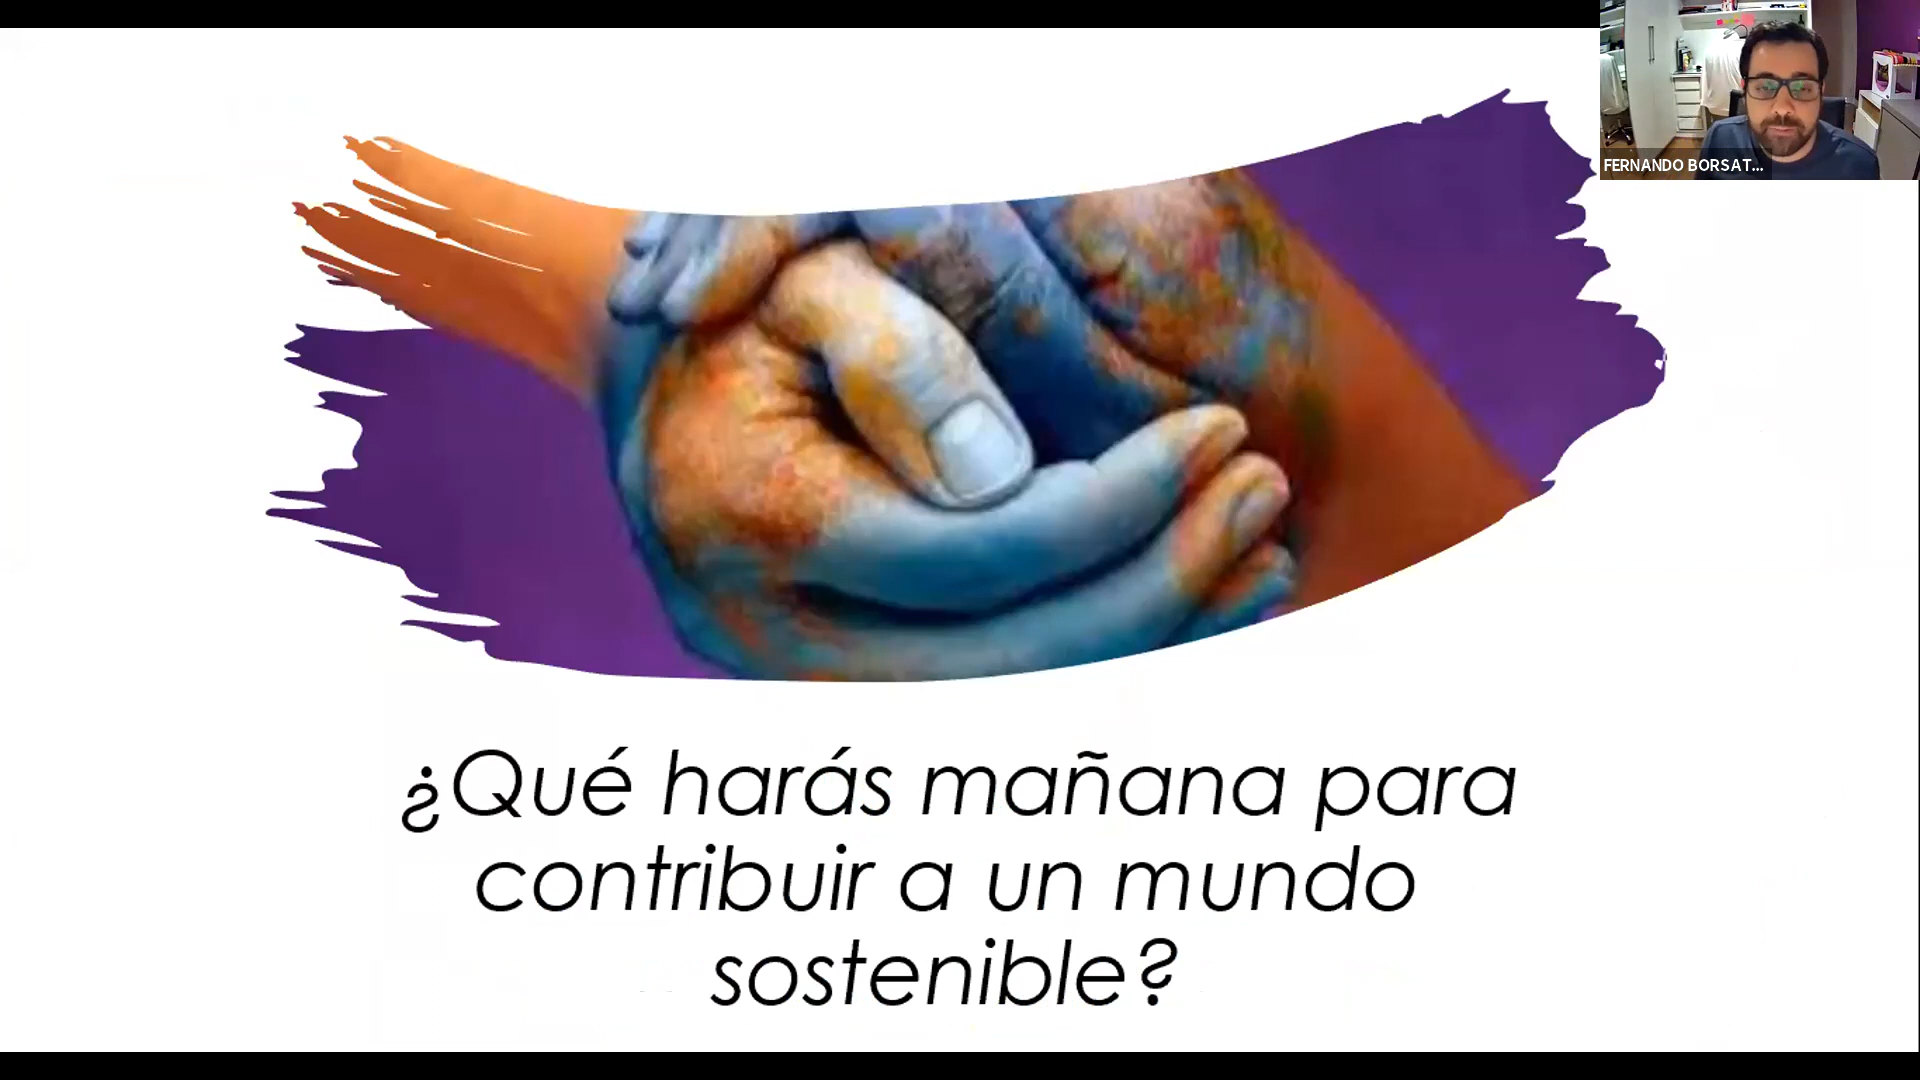 FERNANDO BORSAT...
¿Qué harás mañana para
contribuir a un mundo
sostenible?